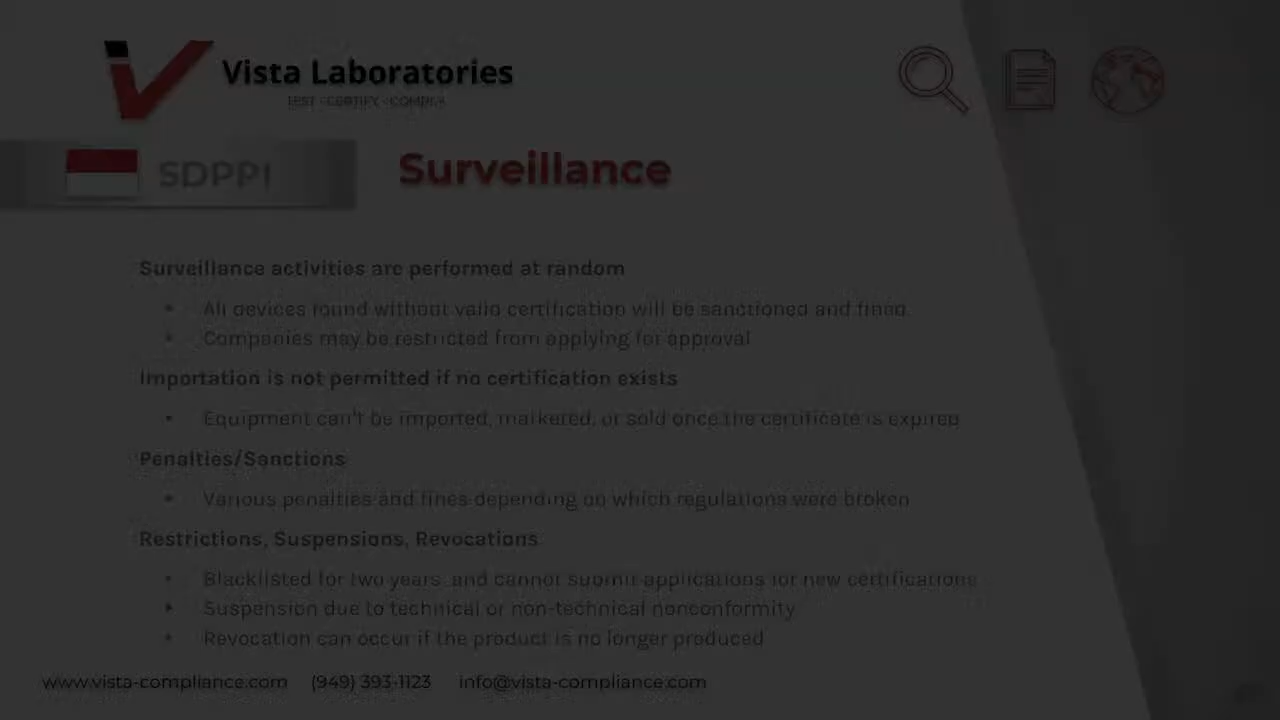 Vista Laboratories
TEST • CERTIFY • COMPLY
SDPPI
Surveillance
Surveillance activities are performed at random
• All devices found without valid certification will be sanctioned and fined
• Companies may be restricted from applying for approval
Importation is not permitted if no certification exists
• Equipment can't be imported, marketed, or sold once the certificate is expired
Penalties/Sanctions
• Various penalties and fines depending on which regulations were broken
Restrictions, Suspensions, Revocations
• Blacklisted for two years, and cannot submit applications for new certifications
• Suspension due to technical or non-technical nonconformity
• Revocation can occur if the product is no longer produced
www.vista-compliance.com (949) 393-1123 info@vista-compliance.com